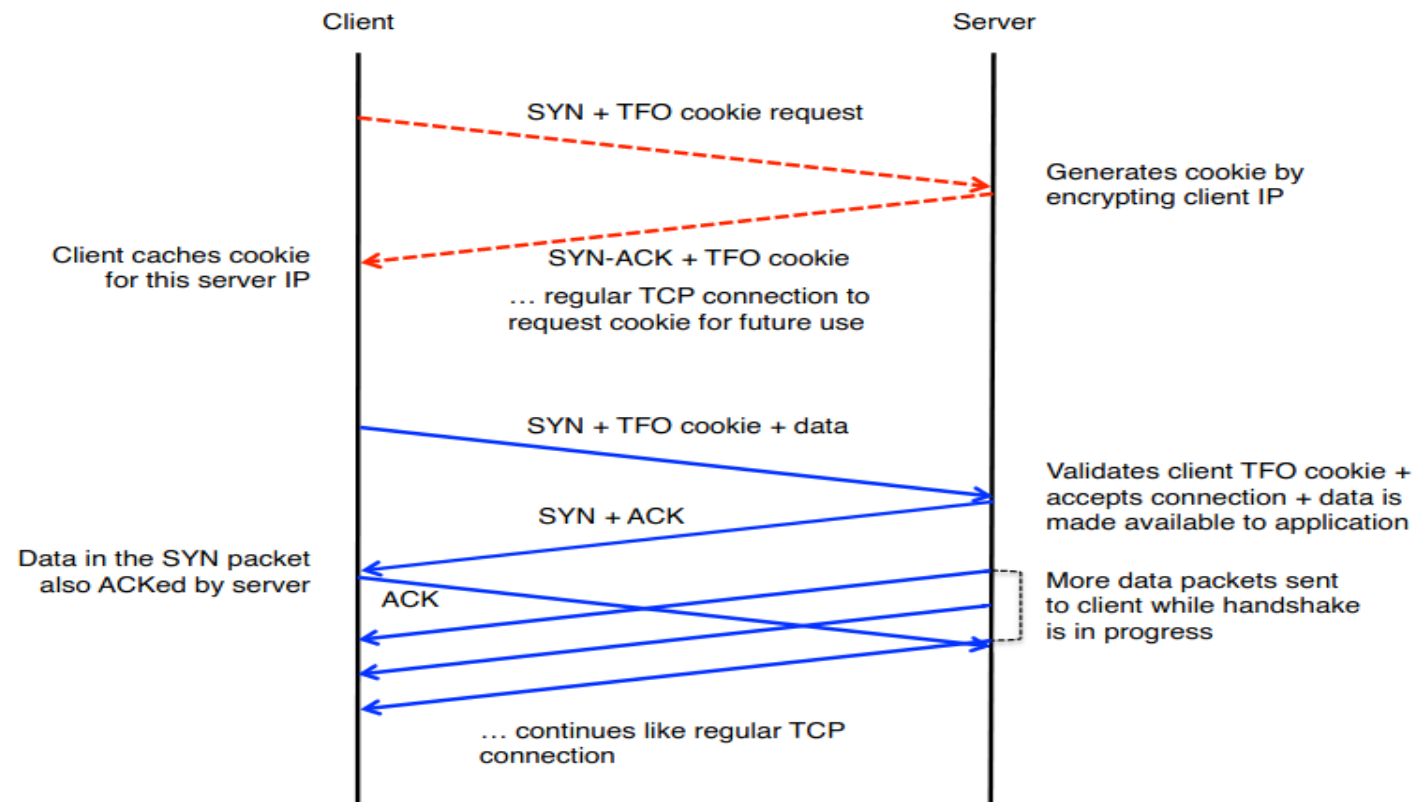 Client
Server
SYN + TFO cookie request
Generates cookie by
encrypting client IP
Client caches cookie
for this server IP
SYN-ACK + TFO cookie
… regular TCP connection to
request cookie for future use
SYN + TFO cookie + data
Validates client TFO cookie +
accepts connection + data is
made available to application
SYN + ACK
Data in the SYN packet
also ACKed by server
ACK
More data packets sent
to client while handshake
is in progress
… continues like regular TCP
connection